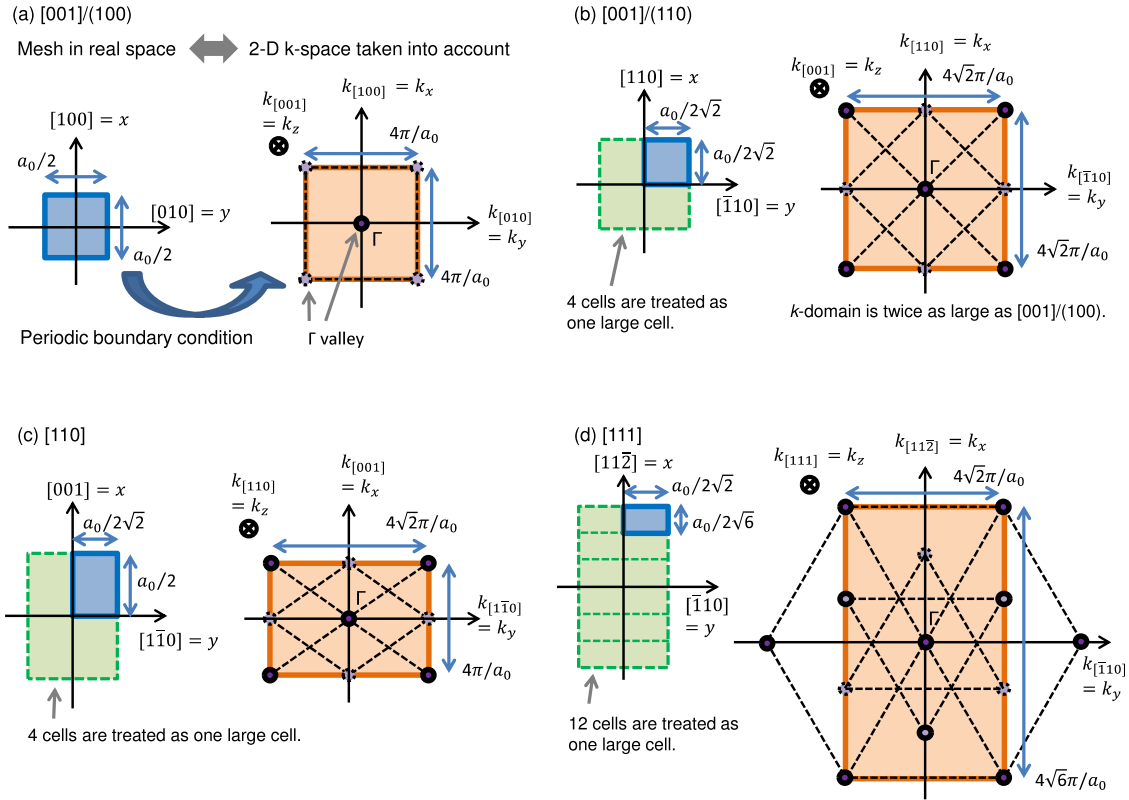 (a) [001]/(100)
Mesh in real space
2-D k-space taken into account
k[100] = kx
k[001]
= kz
[100] = x
4π/a0
a0/2
[010] = y
k[010]
= ky
Γ
a0/2
4π/a0
Periodic boundary condition
Γ valley
(b) [001]/(110)
k[110] = kx
k[001] = kz
[110] = x
4√2π/a0
a0/2√2
a0/2√2
Γ
k[1̅10]
= ky
[1̅10] = y
4√2π/a0
4 cells are treated as
one large cell.
k-domain is twice as large as [001]/(100).
(c) [110]
k[001]
= kx
k[110]
= kz
[001] = x
a0/2√2
4√2π/a0
a0/2
Γ
k[11̅0]
= ky
[11̅0] = y
4π/a0
4 cells are treated as one large cell.
(d) [111]
k[112̅] = kx
[112̅] = x
k[111] = kz
4√2π/a0
a0/2√2
a0/2√6
[1̅10]
= y
Γ
k[1̅10]
= ky
12 cells are treated as
one large cell.
4√6π/a0